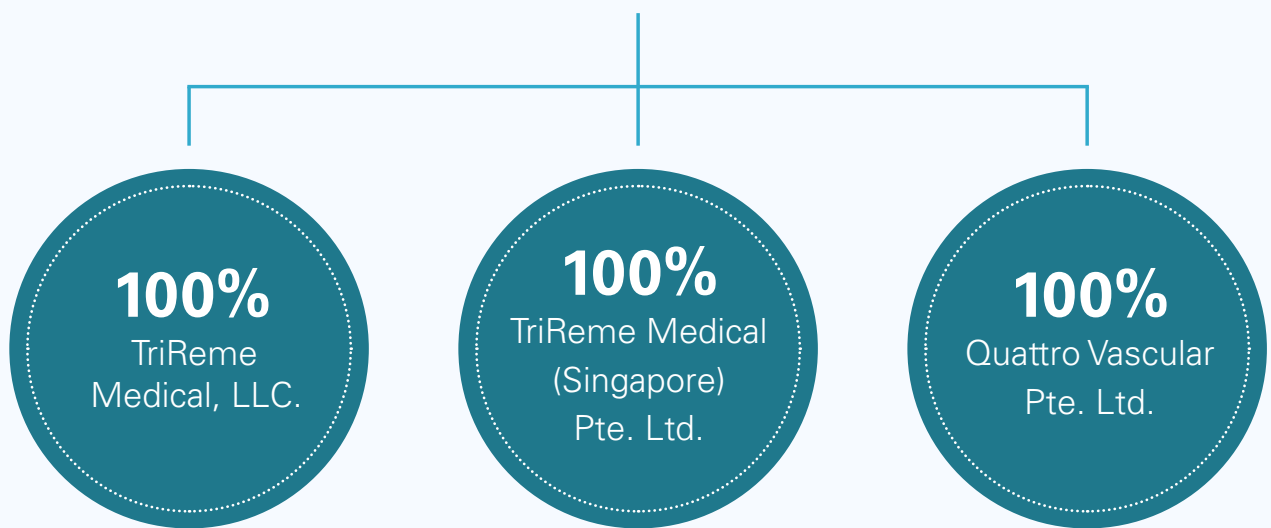 100%
TriReme
Medical, LLC.
100%
TriReme Medical
(Singapore)
Pte. Ltd.
100%
Quattro Vascular
Pte. Ltd.